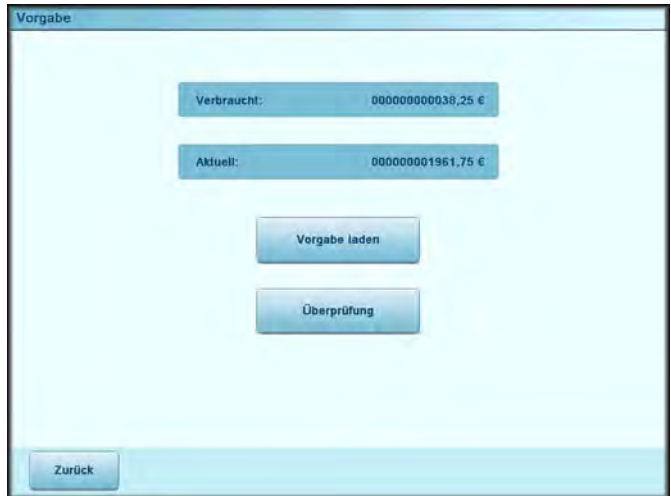 Vorgabe
Verbraucht: 000000000038,25 €
Aktuell: 000000001961,75 €
Vorgabe laden
Überprüfung
Zurück